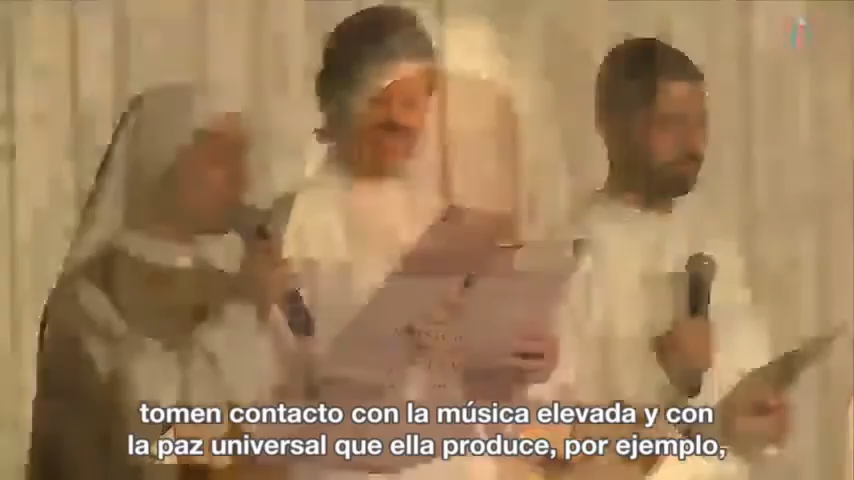 tomen contacto con la música elevada y con
la paz universal que ella produce, por ejemplo,